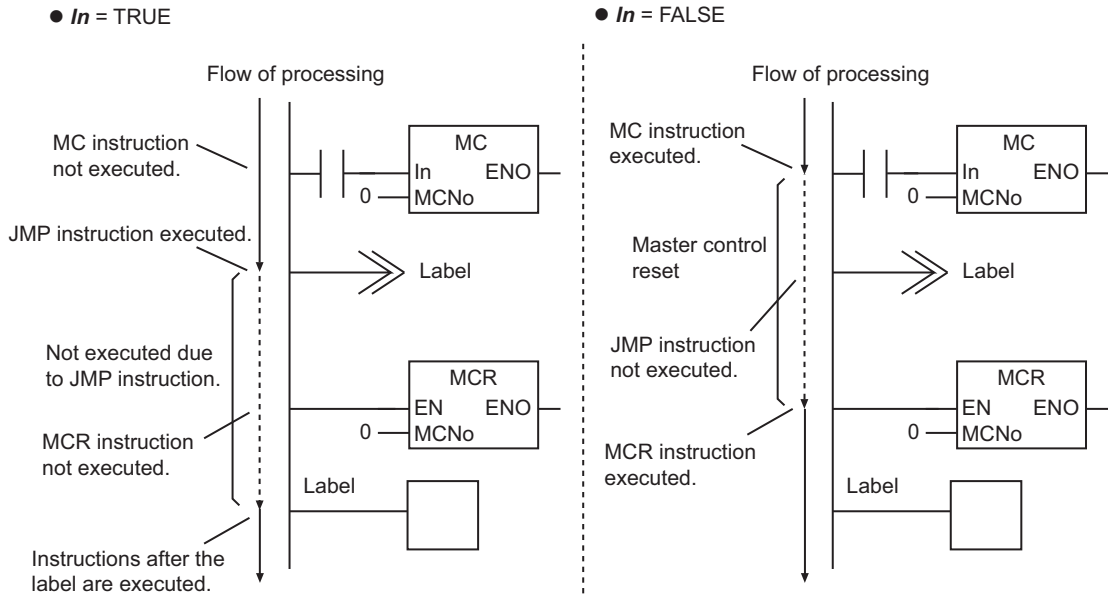 ● In = TRUE
Flow of processing
MC instruction
not executed.
MC
In ENO
0 MCNo
JMP instruction executed.
Label
Not executed due
to JMP instruction.
MCR
EN ENO
0 MCNo
MCR instruction
not executed.
Label
Instructions after the
label are executed.
● In = FALSE
Flow of processing
MC instruction
executed.
MC
In ENO
0 MCNo
Master control
reset
Label
JMP instruction
not executed.
MCR
EN ENO
0 MCNo
MCR instruction
executed.
Label